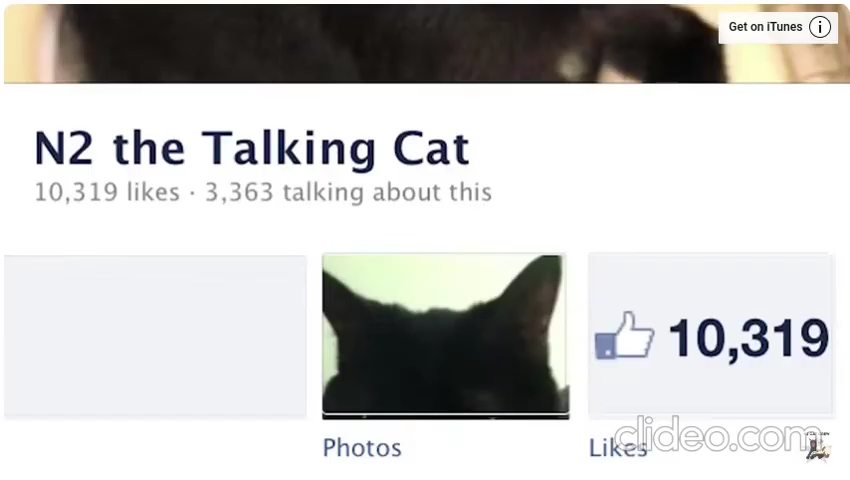 Get on iTunes
N2 the Talking Cat
10,319 likes · 3,363 talking about this
10,319
Photos
Likes
clideo.com